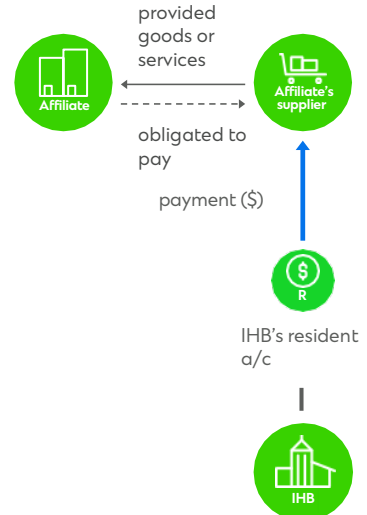 provided
goods or
services
Affiliate
Affiliate's
supplier
obligated to
pay
payment ($)
$
R
IHB's resident
a/c
IHB